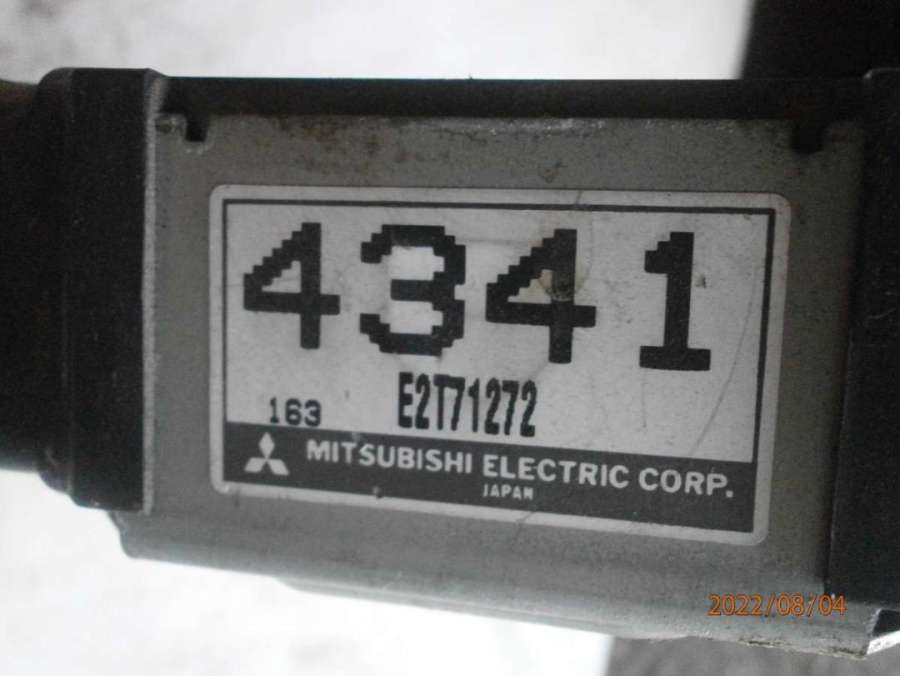 4341
163 E2T71272
MITSUBISHI ELECTRIC CORP.
JAPAN
2022/08/04